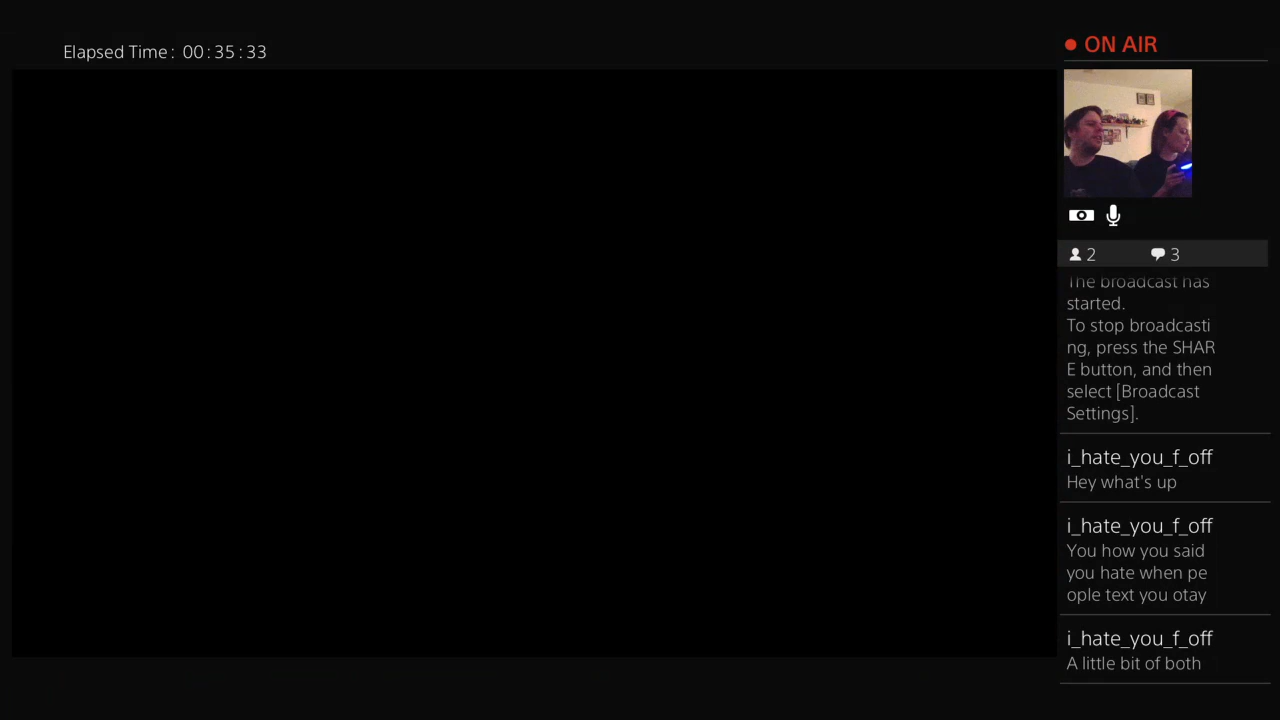 Elapsed Time: 00:35:33
ON AIR
2 3
The broadcast has
started.
To stop broadcasti
ng, press the SHAR
E button, and then
select [Broadcast
Settings].
i_hate_you_f_off
Hey what's up
i_hate_you_f_off
You how you said
you hate when pe
ople text you otay
i_hate_you_f_off
A little bit of both